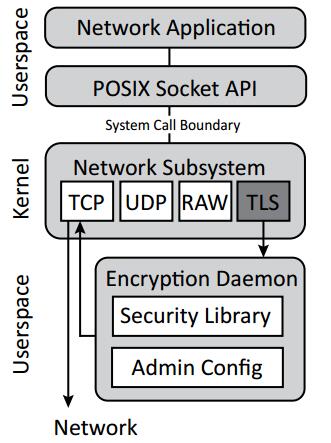 Userspace
Network Application
POSIX Socket API
System Call Boundary
Kernel
Network Subsystem
TCP
UDP
RAW
TLS
Userspace
Encryption Daemon
Security Library
Admin Config
Network